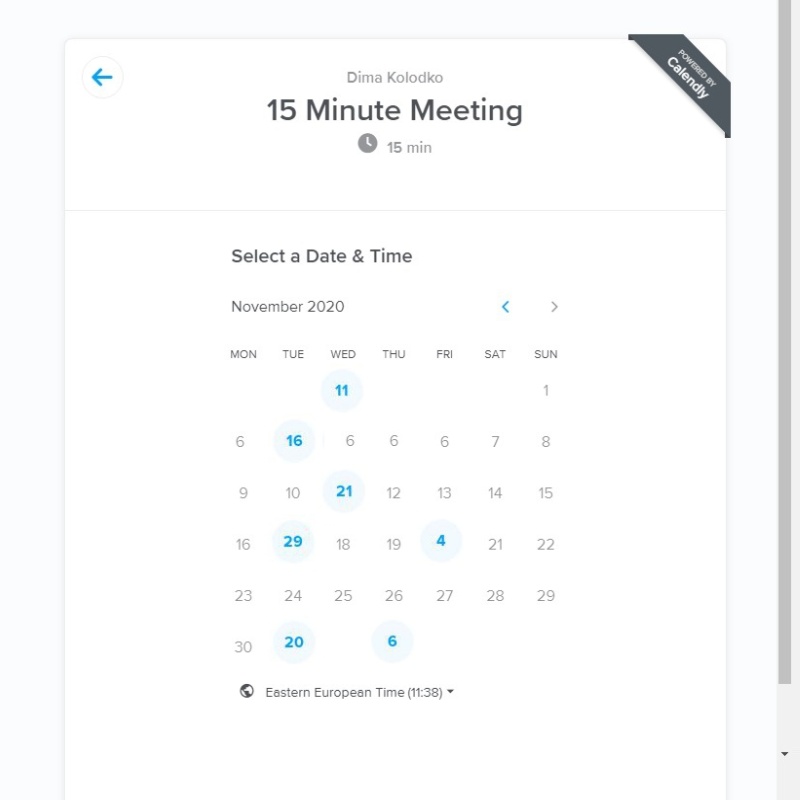 POWERED BY
Calendly
Dima Kolodko
15 Minute Meeting
15 min
Select a Date & Time
November 2020
MON TUE WED THU FRI SAT SUN
11 1
6 16 6 6 6 7 8
9 10 21 12 13 14 15
16 29 18 19 4 21 22
23 24 25 26 27 28 29
30 20 6
Eastern European Time (11:38)